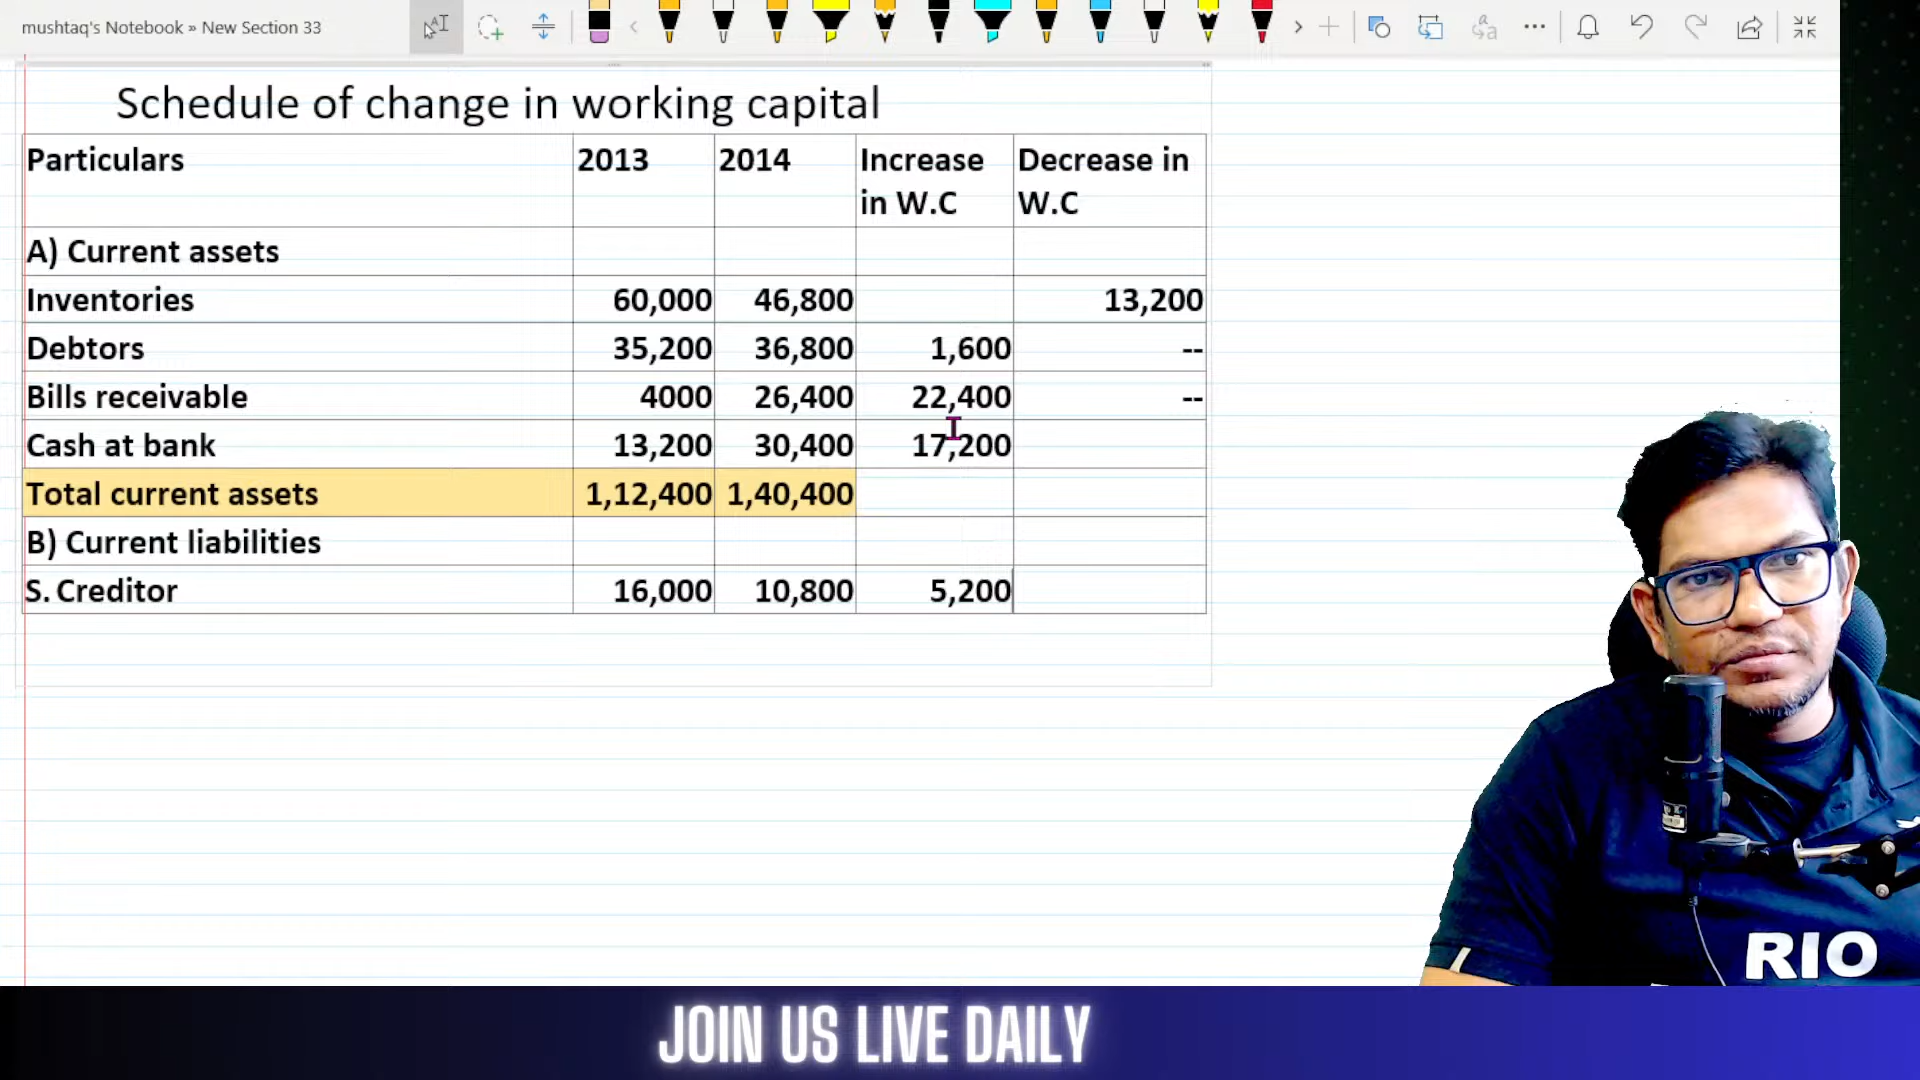 mushtaq's Notebook » New Section 33
Schedule of change in working capital
Particulars 2013 2014 Increase in W.C Decrease in W.C
A) Current assets
Inventories 60,000 46,800 13,200
Debtors 35,200 36,800 1,600 --
Bills receivable 4000 26,400 22,400 --
Cash at bank 13,200 30,400 17,200
Total current assets 1,12,400 1,40,400
B) Current liabilities
S. Creditor 16,000 10,800 5,200
RIO
JOIN US LIVE DAILY